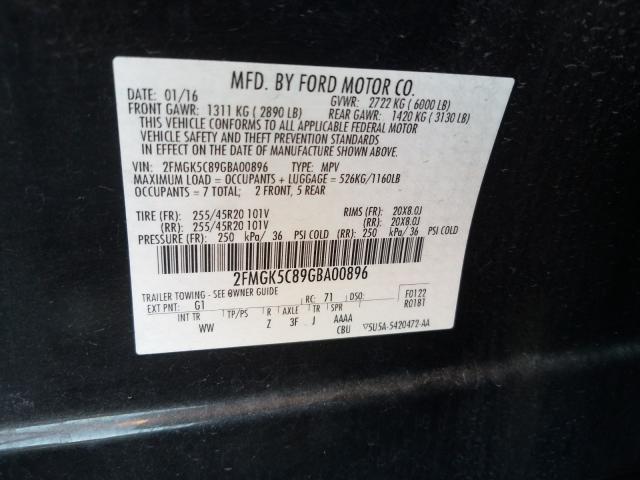 MFD. BY FORD MOTOR CO.
DATE: 01/16 GVWR: 2722 KG ( 6000 LB)
FRONT GAWR: 1311 KG ( 2890 LB) REAR GAWR: 1420 KG ( 3130 LB)
THIS VEHICLE CONFORMS TO ALL APPLICABLE FEDERAL MOTOR
VEHICLE SAFETY AND THEFT PREVENTION STANDARDS
IN EFFECT ON THE DATE OF MANUFACTURE SHOWN ABOVE.
VIN: 2FMGK5C89GBA00896 TYPE: MPV
MAXIMUM LOAD = OCCUPANTS + LUGGAGE = 526KG/1160LB
OCCUPANTS = 7 TOTAL; 2 FRONT, 5 REAR
TIRE (FR): 255/45R20 101V RIMS (FR): 20X8.0J
(RR): 255/45R20 101V (RR): 20X8.0J
PRESSURE (FR): 250 kPa/ 36 PSI COLD (RR): 250 kPa/ 36 PSI COLD
2FMGK5C89GBA00896
TRAILER TOWING - SEE OWNER GUIDE
EXT PNT: G1 RC: 71 DSO: F0122
INT TR TP/PS R AXLE TR SPR R01BT
WW Z 3F J AAAA
CBU 5U5A-5420472-AA